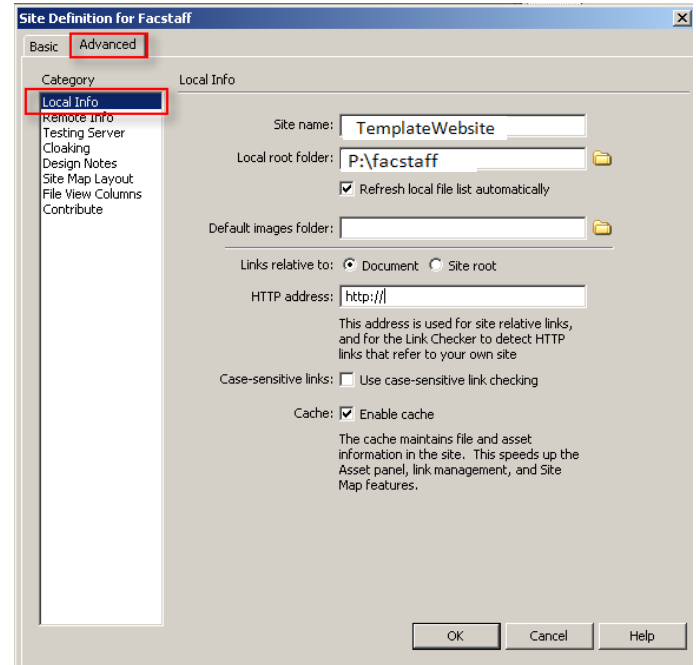 Site Definition for Facstaff
Basic Advanced
Category Local Info
Local Info
Remote Info
Testing Server
Cloaking
Design Notes
Site Map Layout
File View Columns
Contribute
Site name: TemplateWebsite
Local root folder: P:\facstaff
Refresh local file list automatically
Default images folder:
Links relative to: Document Site root
HTTP address: http://
This address is used for site relative links,
and for the Link Checker to detect HTTP
links that refer to your own site
Case-sensitive links: Use case-sensitive link checking
Cache: Enable cache
The cache maintains file and asset
information in the site. This speeds up the
Asset panel, link management, and Site
Map features.
OK Cancel Help